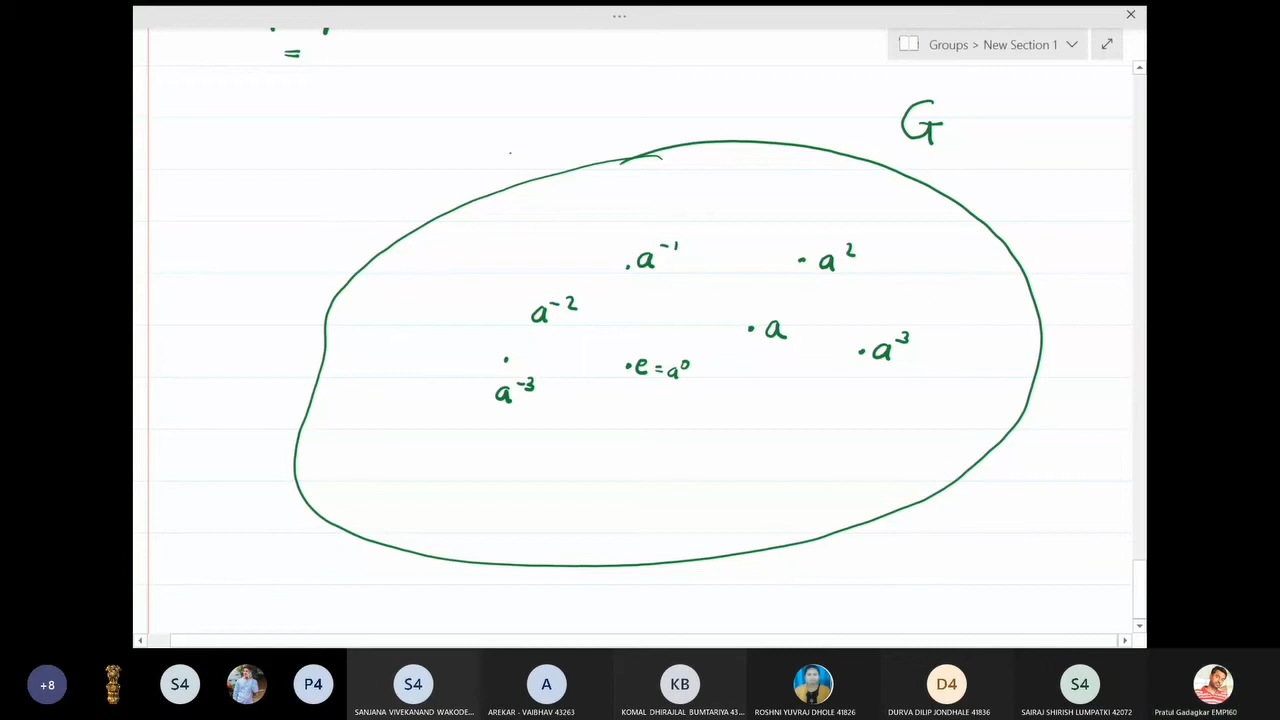 =
Groups > New Section 1
G
a⁻¹
a²
a⁻²
a
a³
e = a⁰
a⁻³
+8
S4
P4
S4
SANJANA VIVEKANAND WAKODE...
A
AREKAR - VAIBHAV 43263
KB
KOMAL DHIRAJLAL BUMTARIYA 43...
ROSHNI YUVRAJ DHOLE 41826
D4
DURVA DILIP JONDHALE 41836
S4
SAIRAJ SHIRISH LUMPATKI 42072
Pratul Gadagkar EMP160